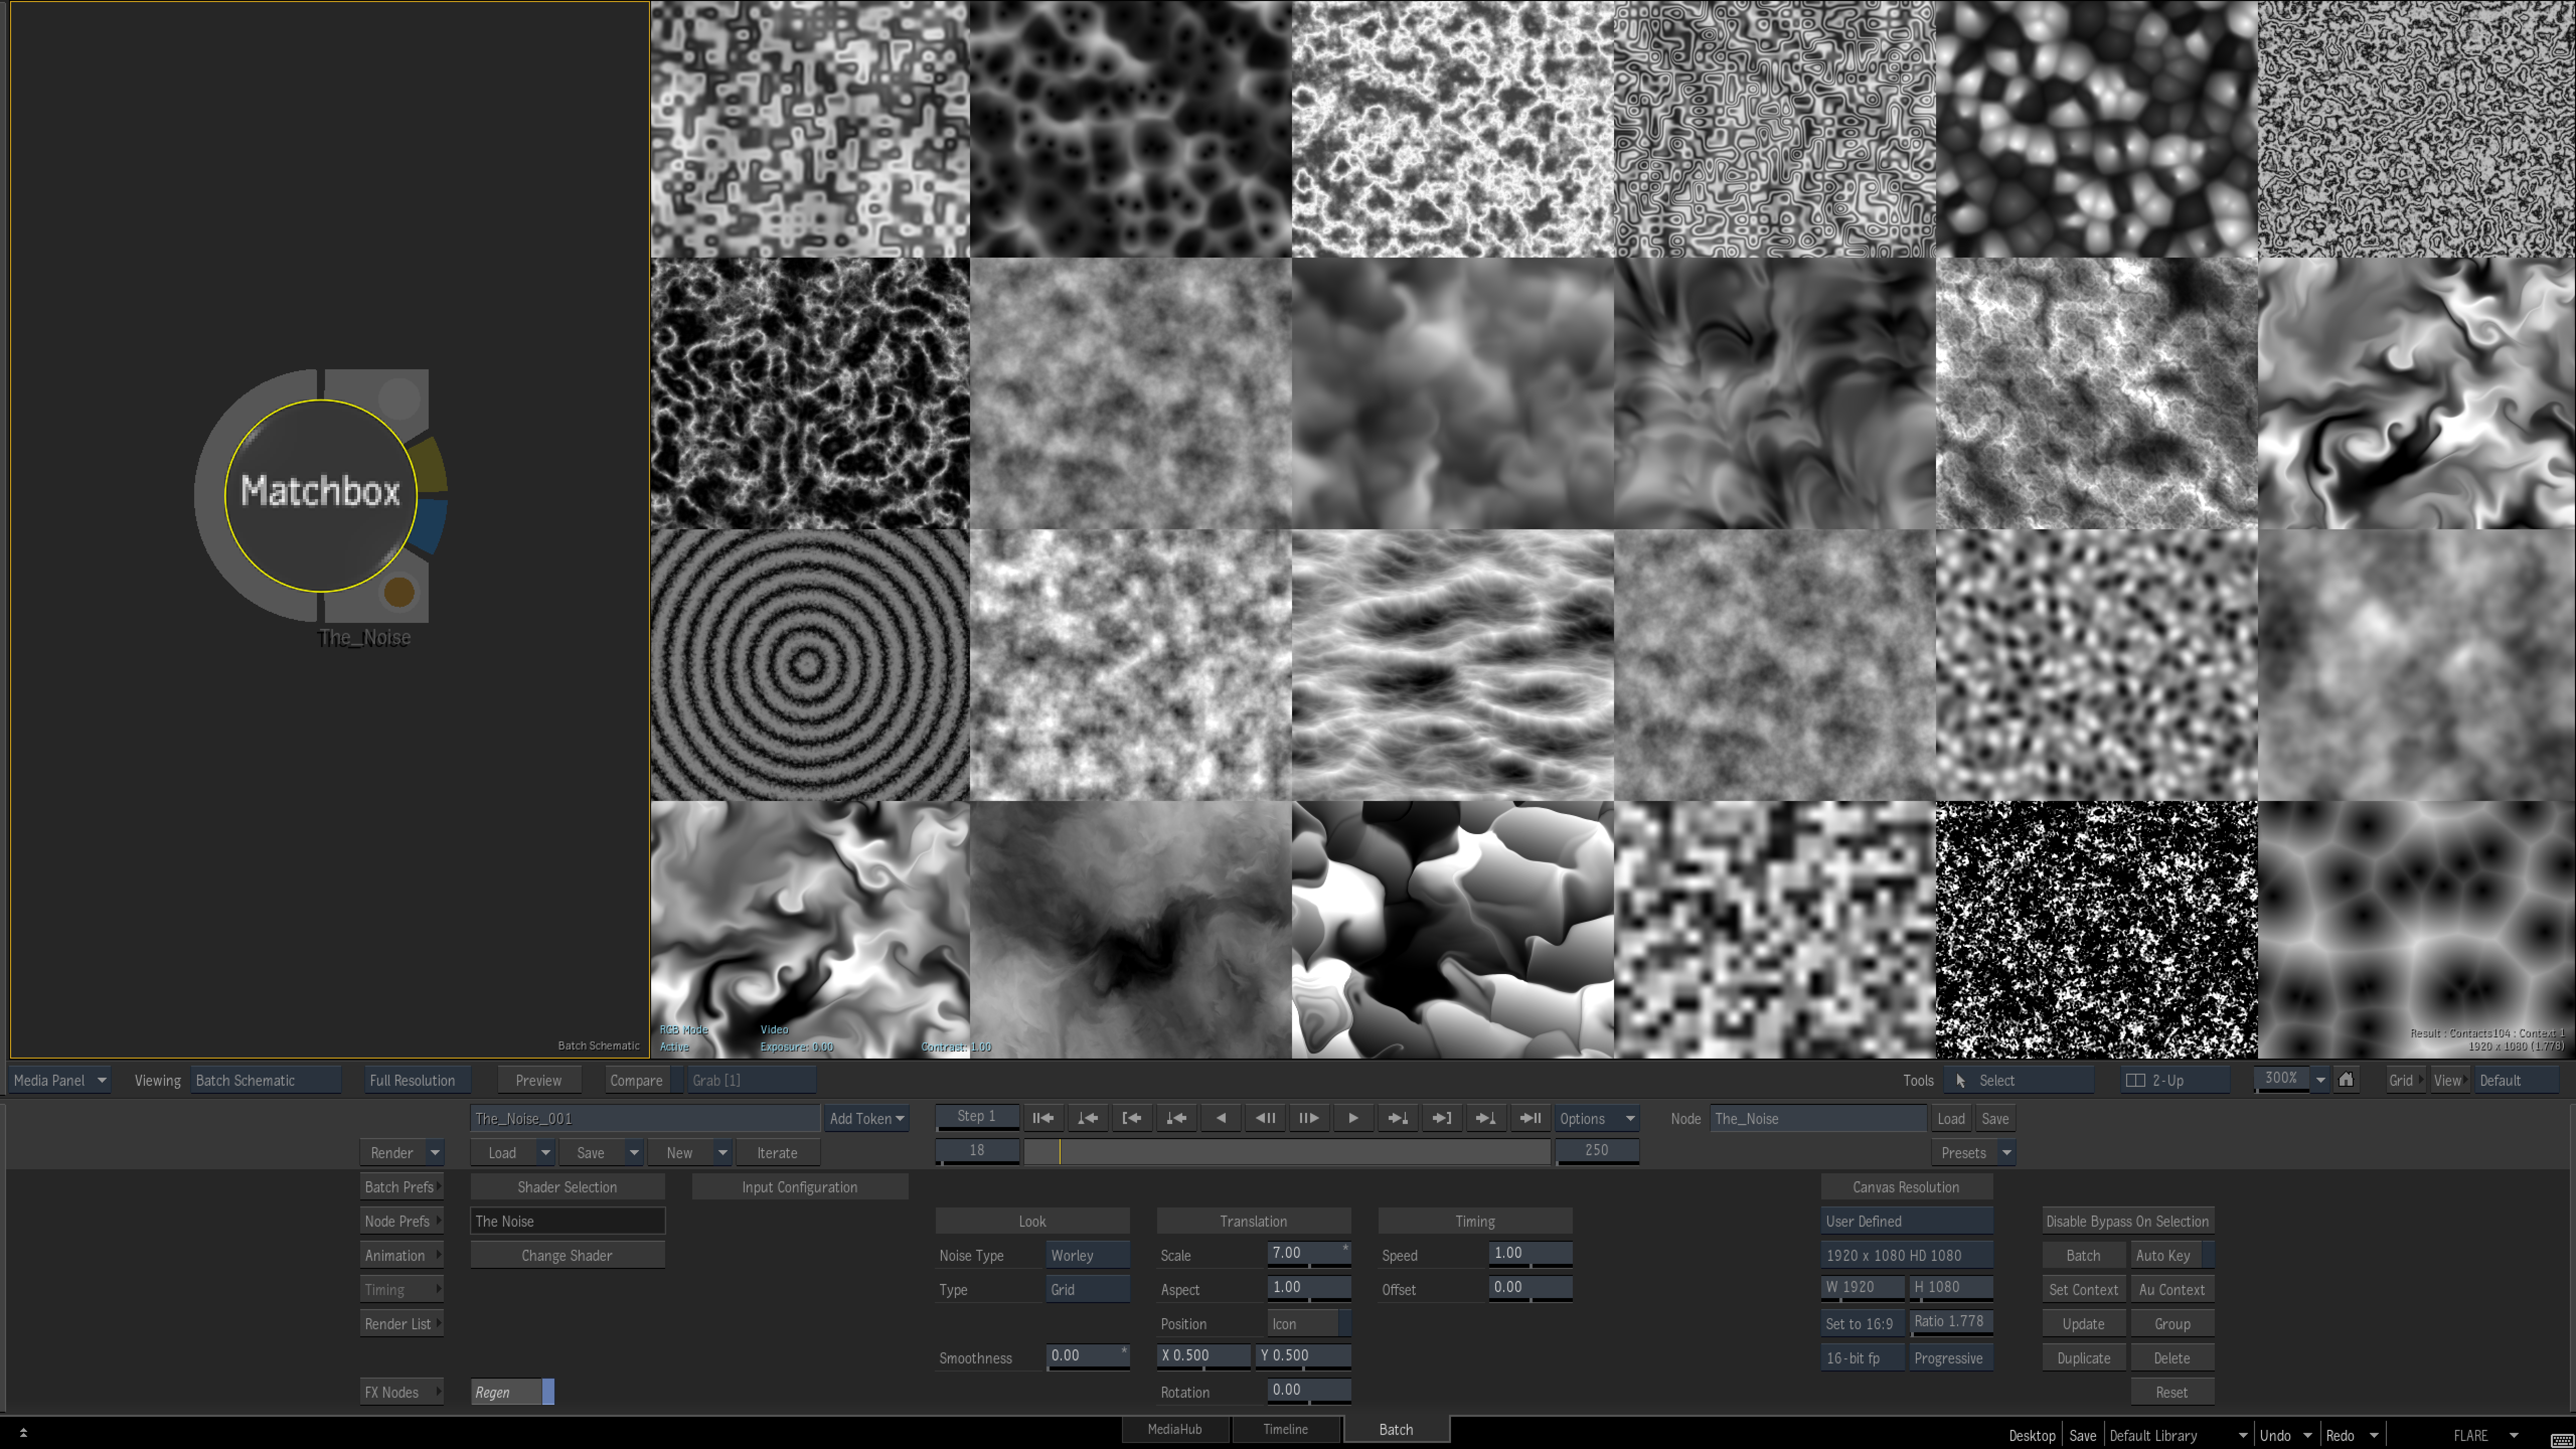 Matchbox
The_Noise
Batch Schematic
RGB Mode Video
Active Exposure: 0.00 Contrast: 1.00
Result : Contacts104 : Context 1
1920 x 1080 (1.778)
Media Panel Viewing Batch Schematic Full Resolution Preview Compare Grab [1] Tools Select 2-Up 300% Grid View Default
The_Noise_001 Add Token Step 1 Options Node The_Noise Load Save
Render Load Save New Iterate 18 250 Presets
Batch Prefs Shader Selection Input Configuration Canvas Resolution
Node Prefs The Noise Look Translation Timing User Defined Disable Bypass On Selection
Animation Change Shader Noise Type Worley Scale 7.00 * Speed 1.00 1920 x 1080 HD 1080 Batch Auto Key
Timing Type Grid Aspect 1.00 Offset 0.00 W 1920 H 1080 Set Context Au Context
Render List Position Icon Set to 16:9 Ratio 1.778 Update Group
Smoothness 0.00 * X 0.500 Y 0.500 16-bit fp Progressive Duplicate Delete
FX Nodes Regen Rotation 0.00 Reset
MediaHub Timeline Batch Desktop Save Default Library Undo Redo FLARE